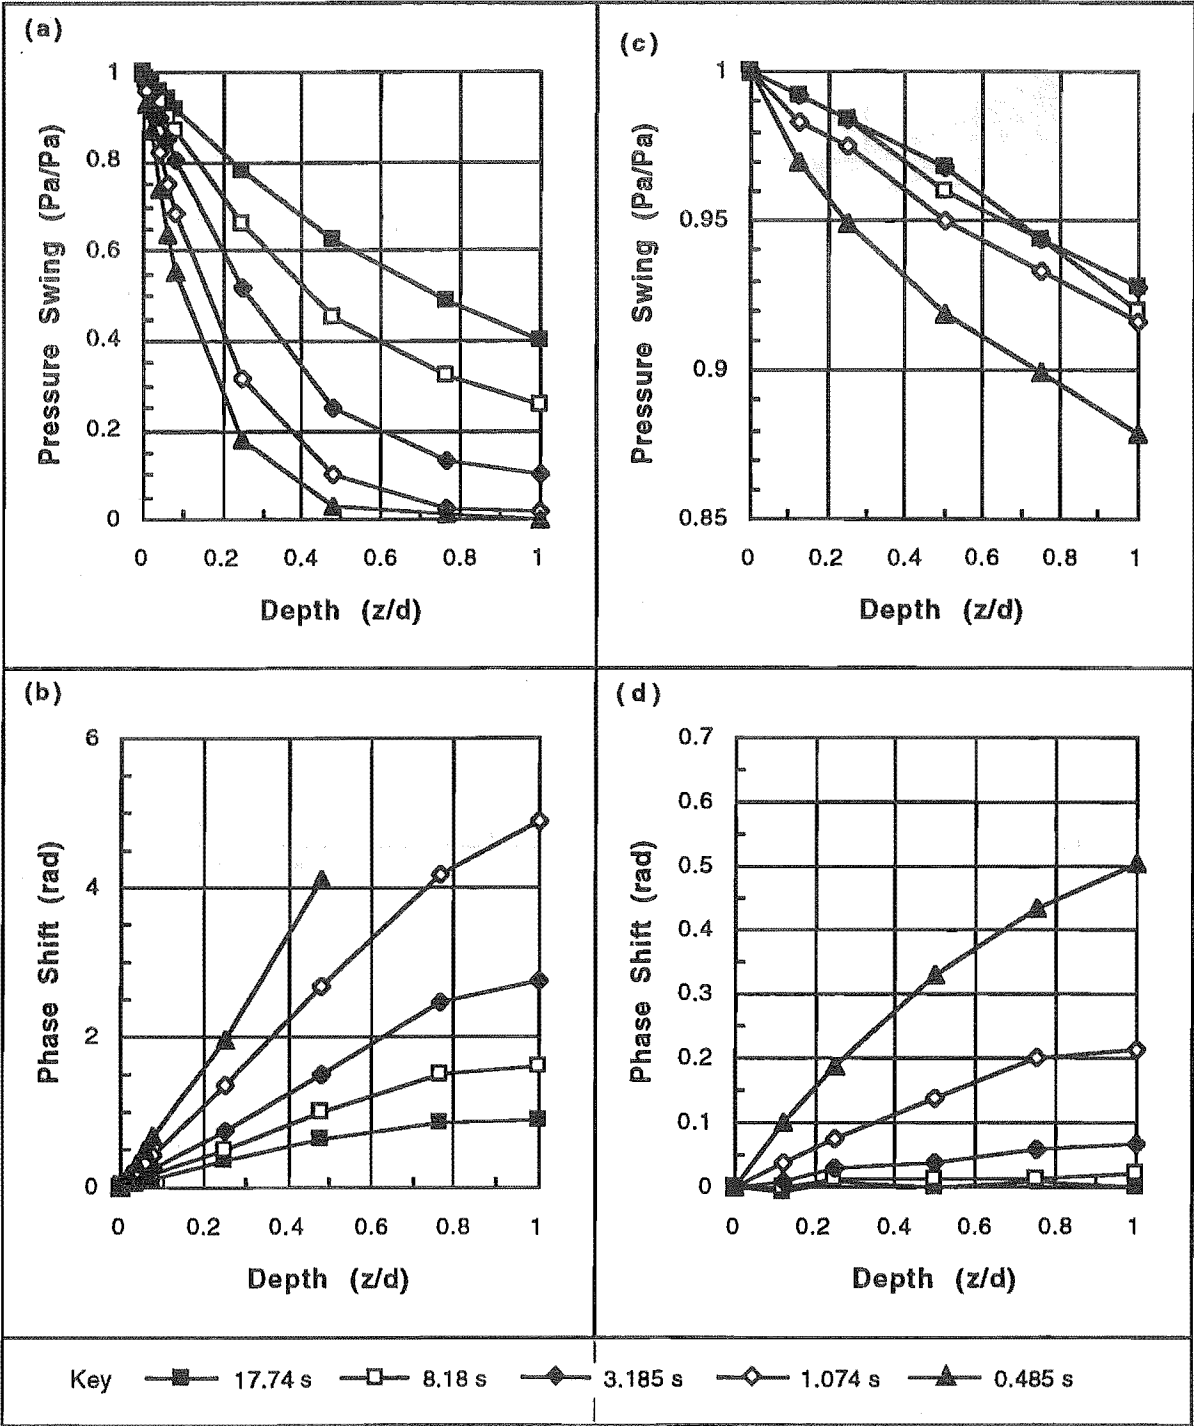 (a)
1
0.8
0.6
0.4
0.2
0
Pressure Swing (Pa/Pa)
0 0.2 0.4 0.6 0.8 1
Depth (z/d)
(c)
1
0.95
0.9
0.85
Pressure Swing (Pa/Pa)
0 0.2 0.4 0.6 0.8 1
Depth (z/d)
(b)
6
4
2
0
Phase Shift (rad)
0 0.2 0.4 0.6 0.8 1
Depth (z/d)
(d)
0.7
0.6
0.5
0.4
0.3
0.2
0.1
0
Phase Shift (rad)
0 0.2 0.4 0.6 0.8 1
Depth (z/d)
Key 17.74 s 8.18 s 3.185 s 1.074 s 0.485 s